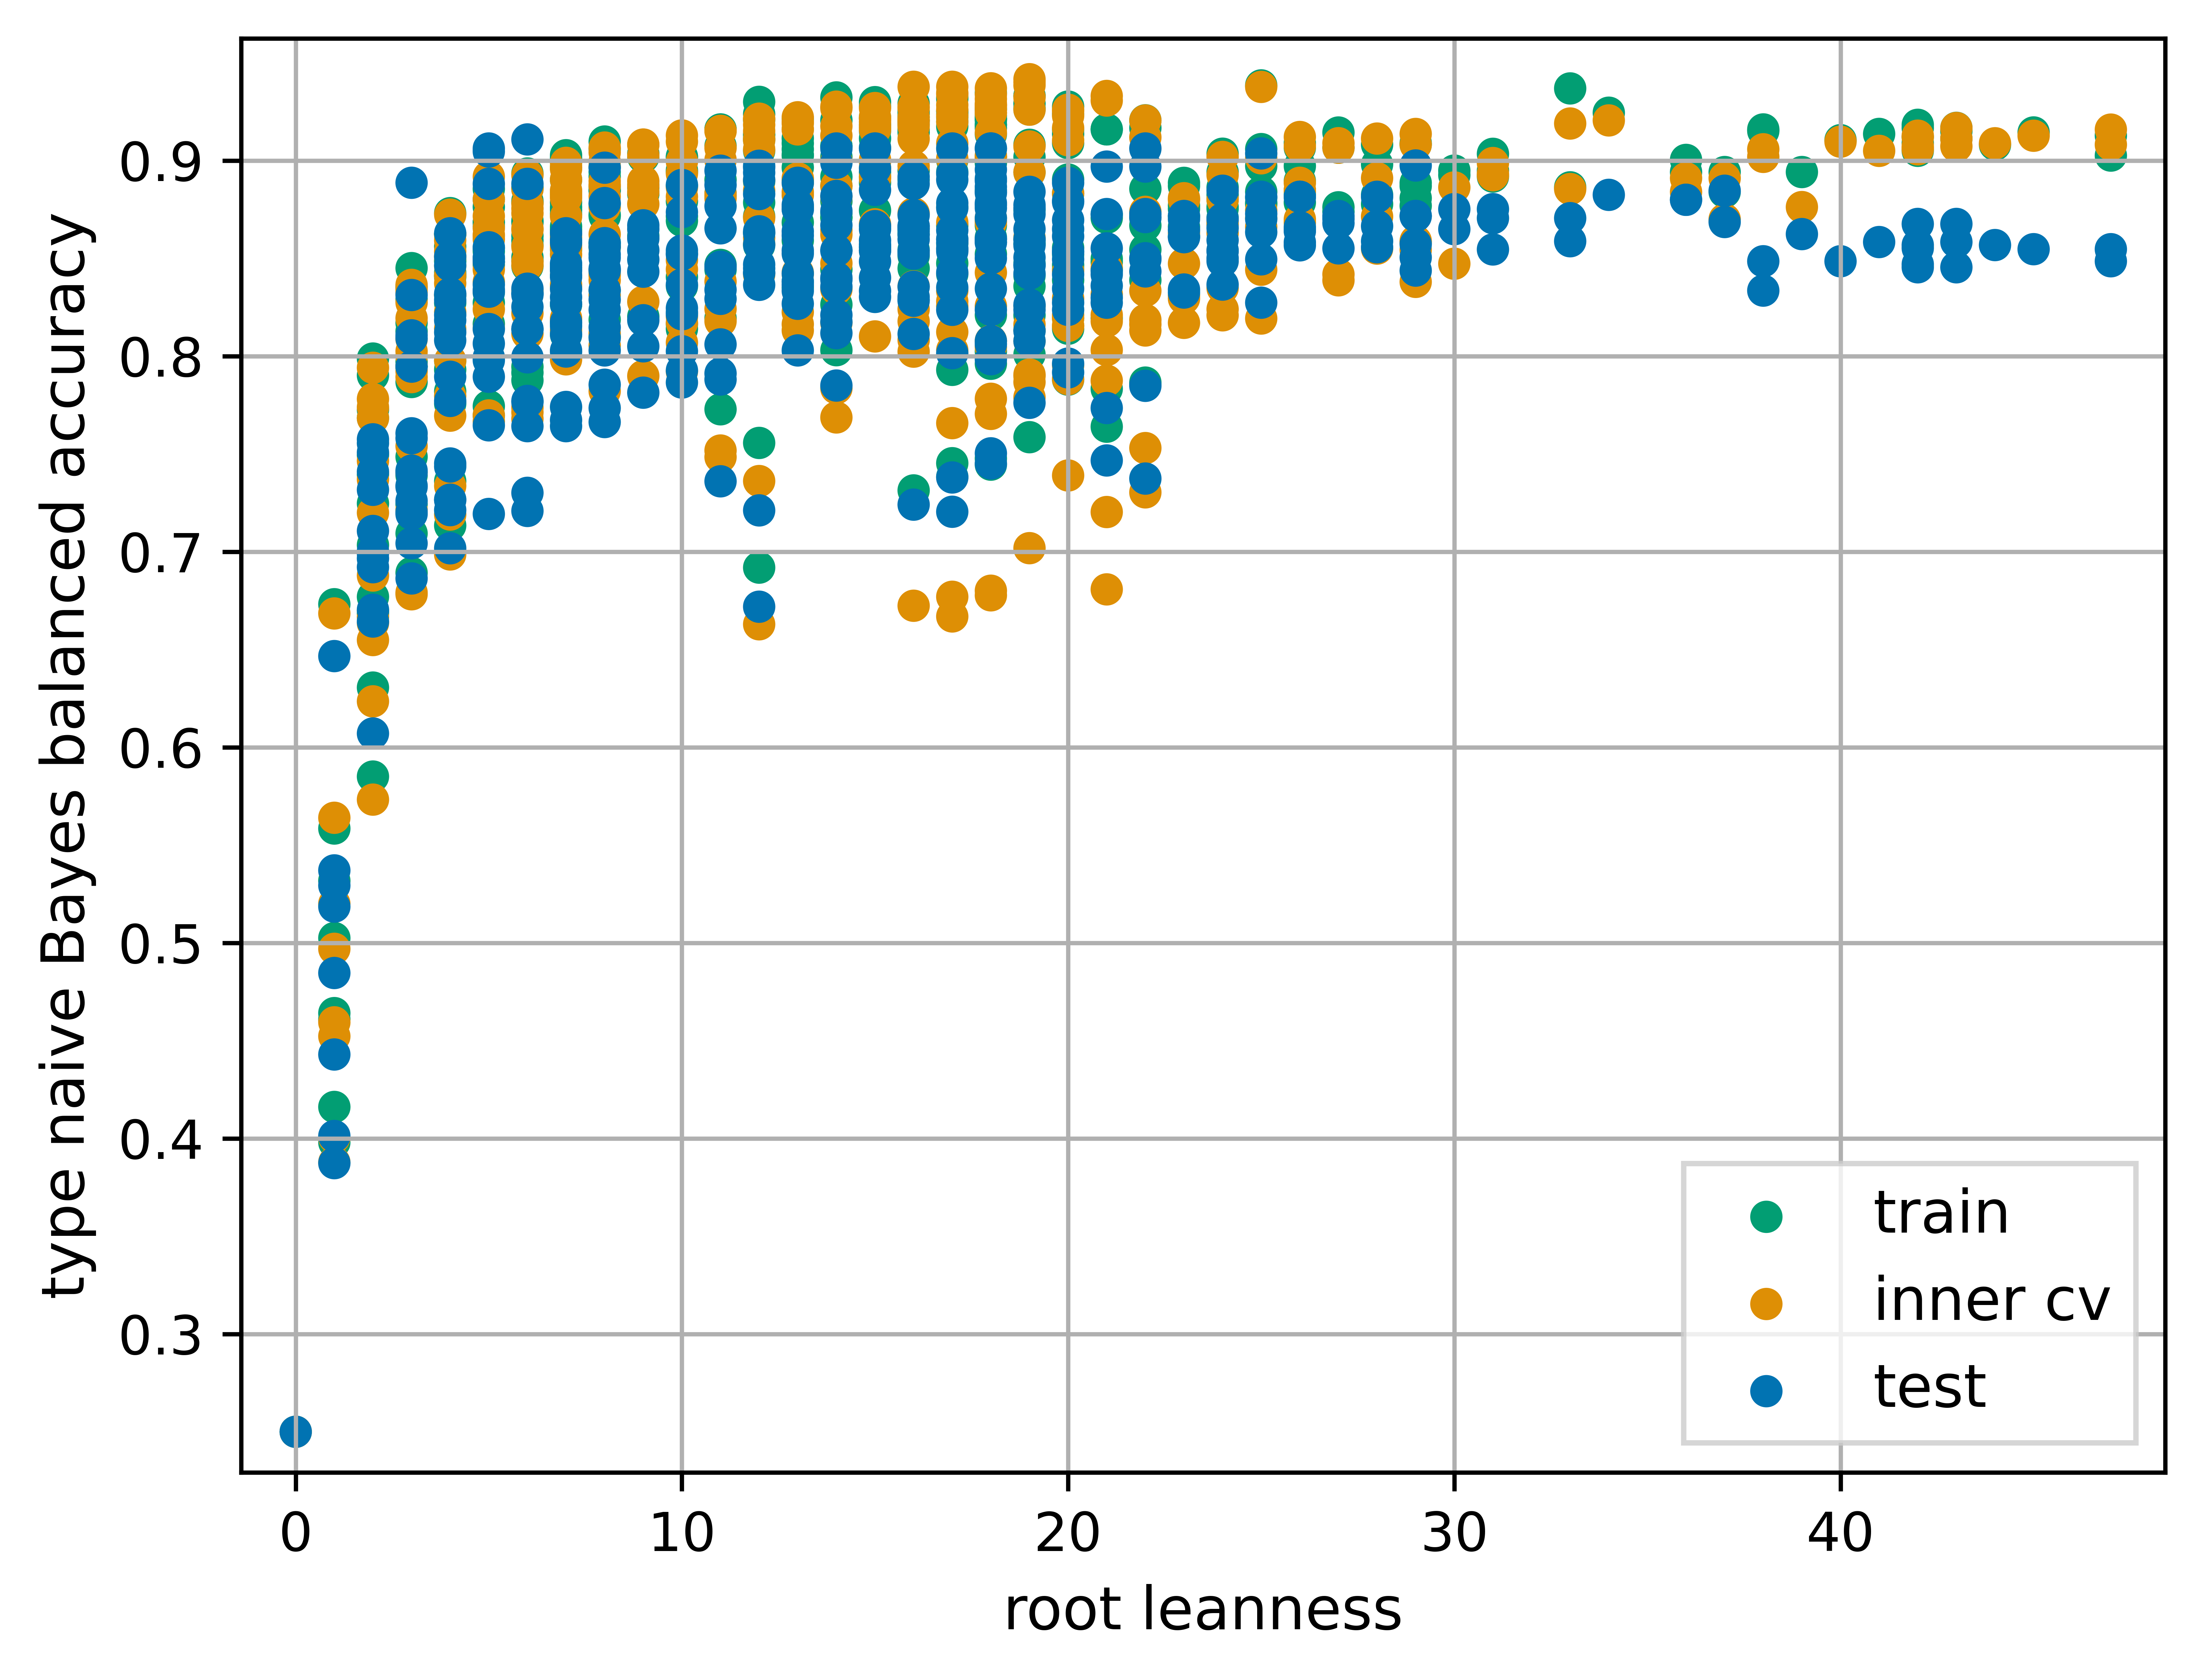 type naive Bayes balanced accuracy
0.9
0.8
0.7
0.6
0.5
0.4
0.3
0
10
20
30
40
root leanness
train
inner cv
test